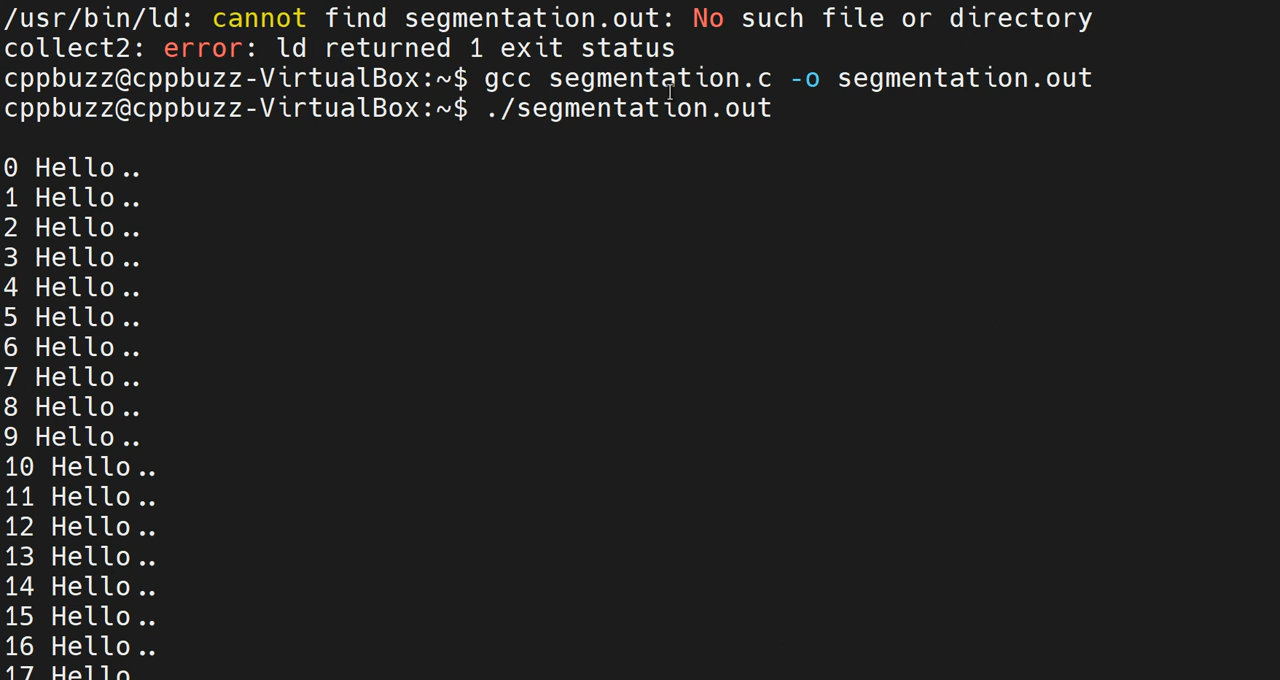 /usr/bin/ld: cannot find segmentation.out: No such file or directory
collect2: error: ld returned 1 exit status
cppbuzz@cppbuzz-VirtualBox:~$ gcc segmentation.c -o segmentation.out
cppbuzz@cppbuzz-VirtualBox:~$ ./segmentation.out
0 Hello..
1 Hello..
2 Hello..
3 Hello..
4 Hello..
5 Hello..
6 Hello..
7 Hello..
8 Hello..
9 Hello..
10 Hello..
11 Hello..
12 Hello..
13 Hello..
14 Hello..
15 Hello..
16 Hello..
17 Hello